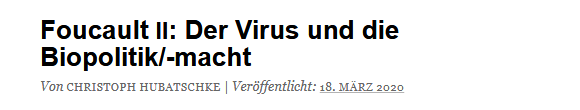 Foucault II: Der Virus und die
Biopolitik/-macht
Von CHRISTOPH HUBATSCHKE | Veröffentlicht: 18. MÄRZ 2020